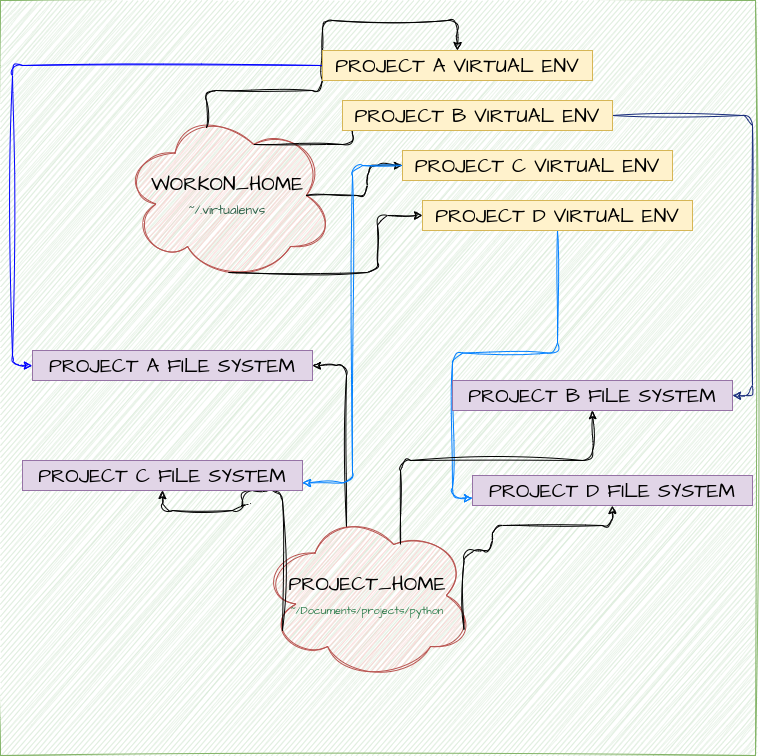 PROJECT A VIRTUAL ENV
PROJECT B VIRTUAL ENV
PROJECT C VIRTUAL ENV
WORKON_HOME
~/.virtualenvs
PROJECT D VIRTUAL ENV
PROJECT A FILE SYSTEM
PROJECT B FILE SYSTEM
PROJECT C FILE SYSTEM
PROJECT D FILE SYSTEM
PROJECT_HOME
~/Documents/projects/python